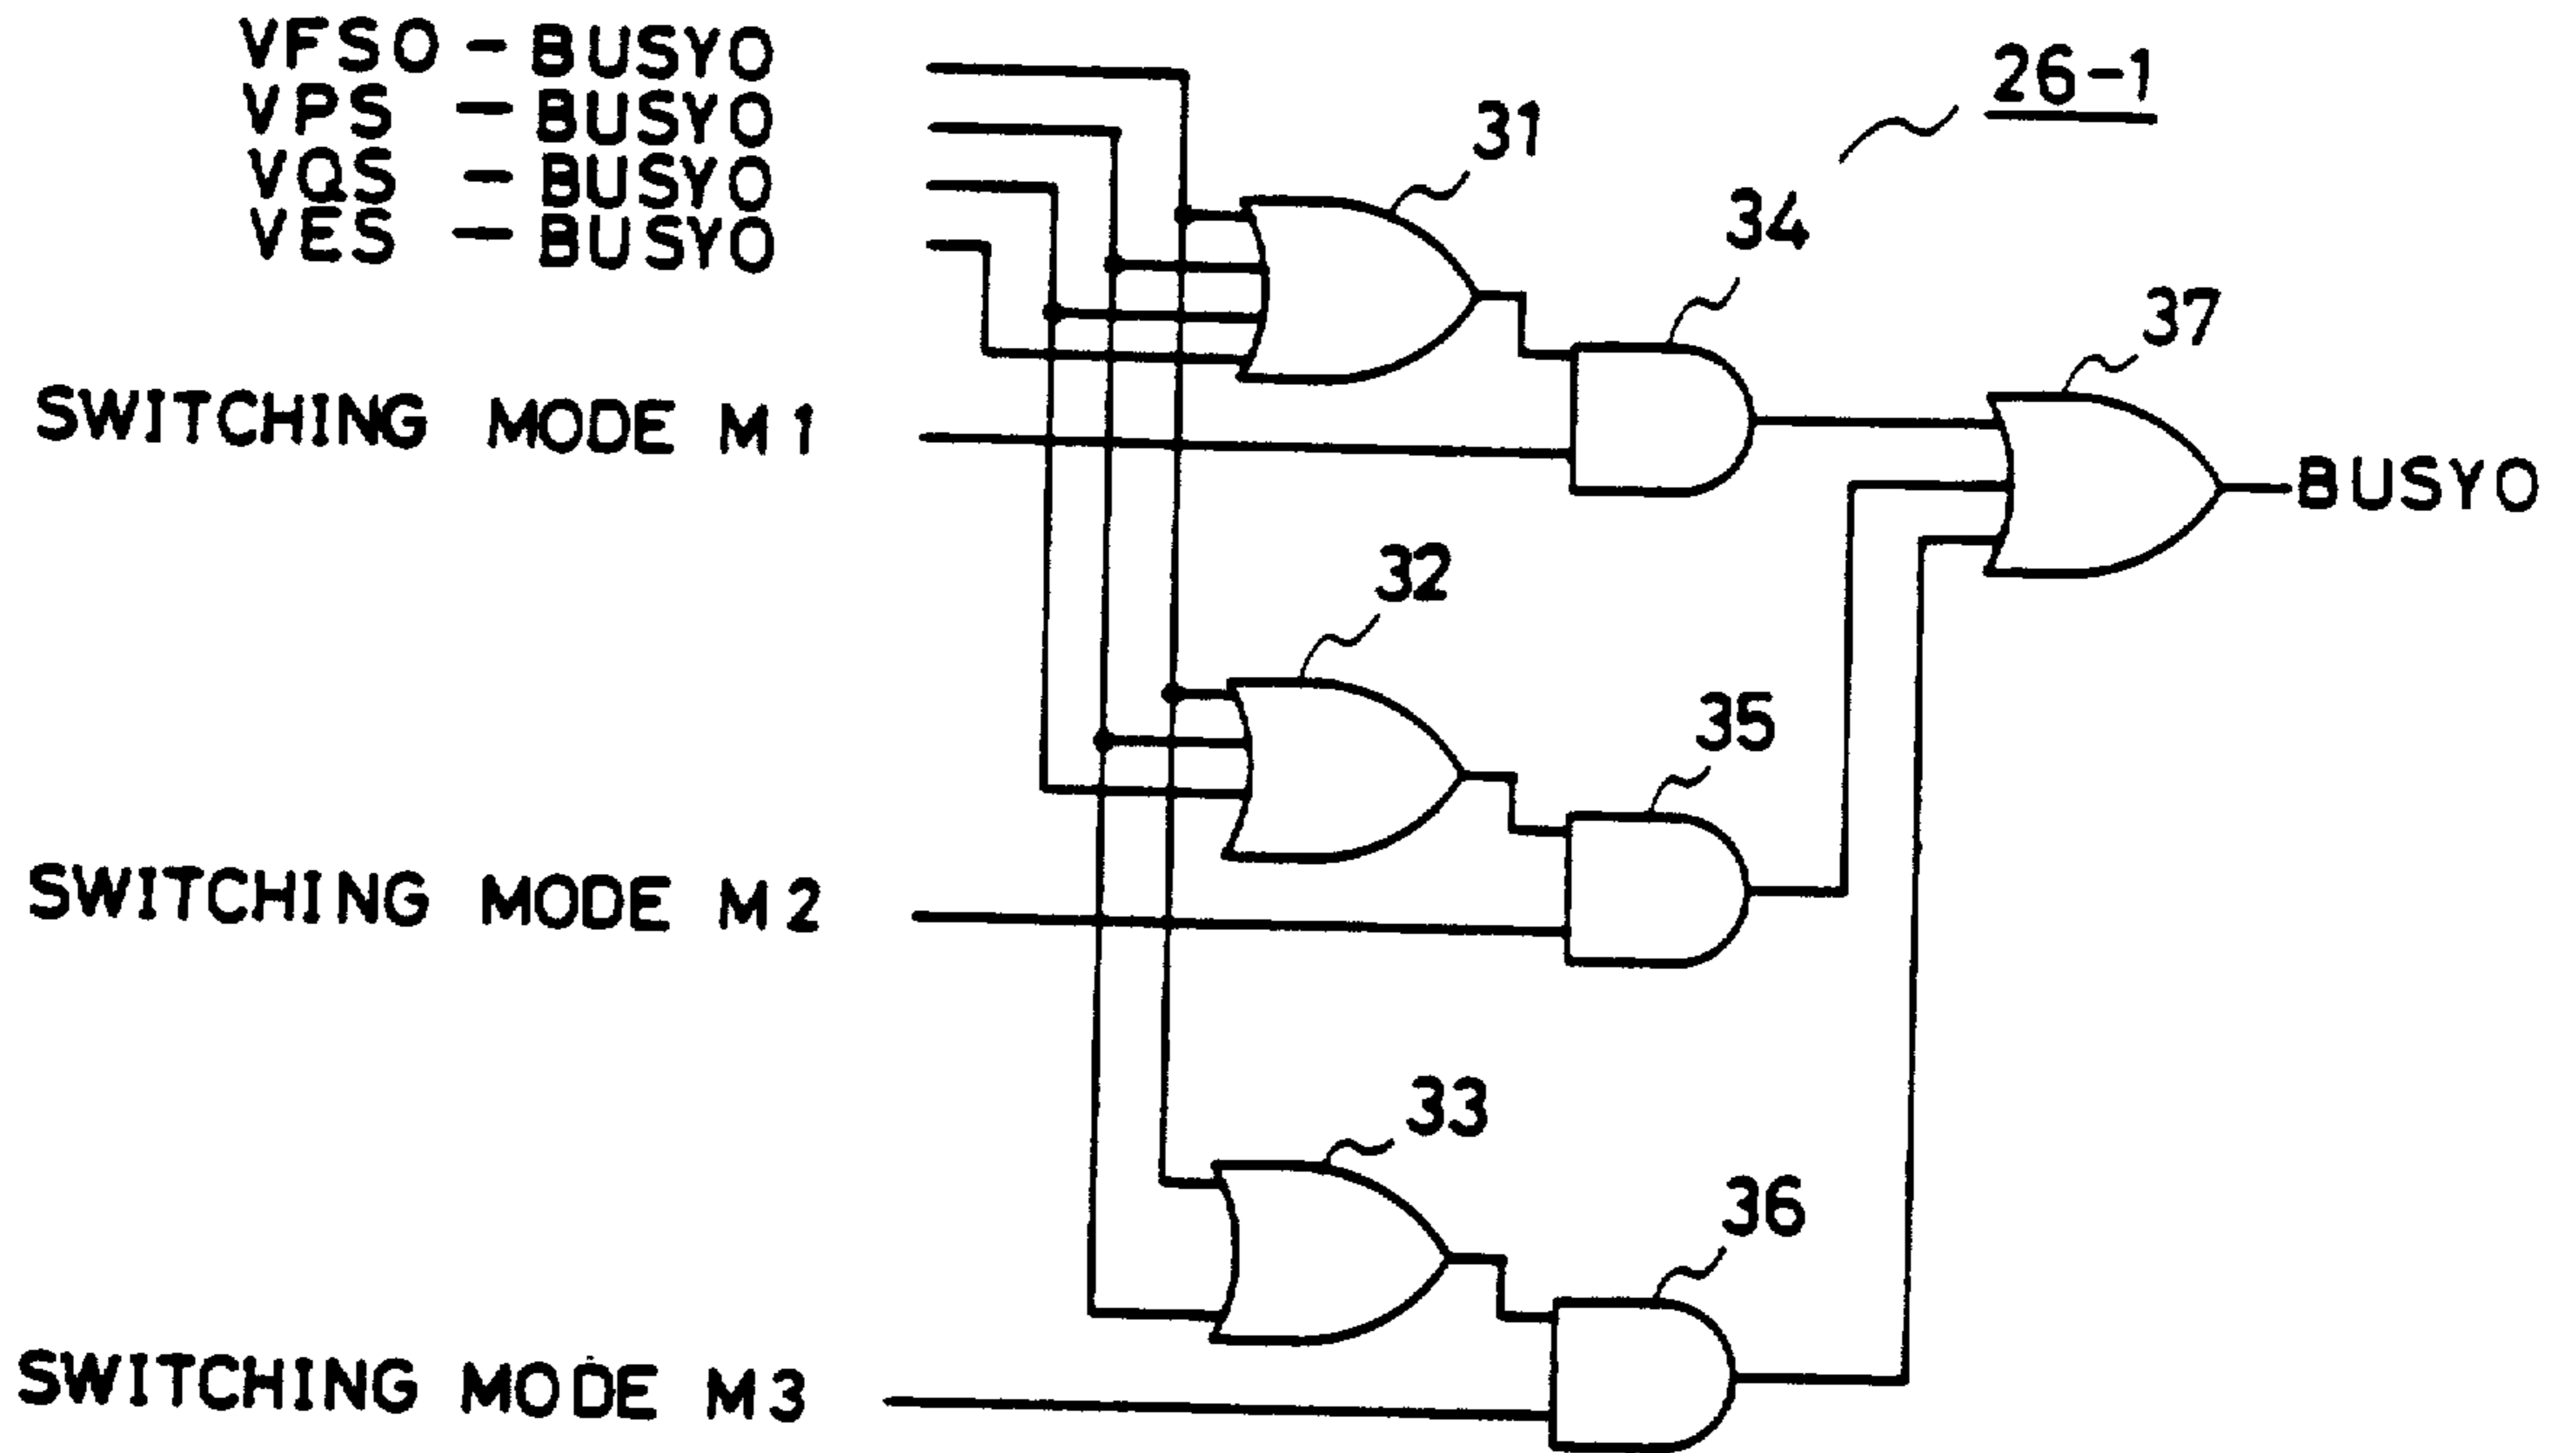 VFSO - BUSYO
VPS - BUSYO
VQS - BUSYO
VES - BUSYO
26-1
31
34
37
SWITCHING MODE M1
BUSYO
32
35
SWITCHING MODE M2
33
36
SWITCHING MODE M3